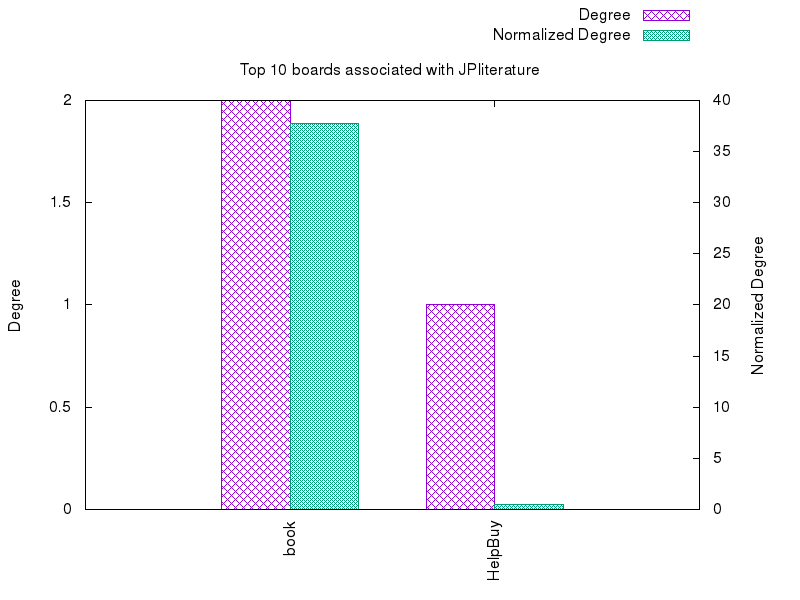 Degree
Normalized Degree
Top 10 boards associated with JPliterature
2
1.5
1
0.5
0
40
35
30
25
20
15
10
5
0
Degree
Normalized Degree
book
HelpBuy